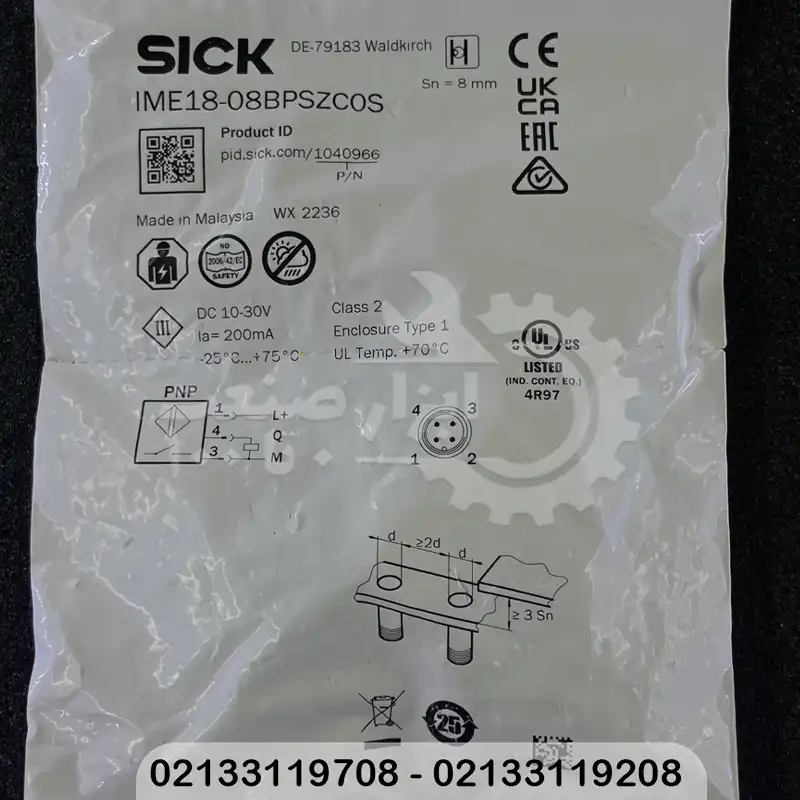 SICK DE-79183 Waldkirch
CE
Sn = 8 mm
IME18-08BPSZC0S
UK
CA
EAC
Product ID
pid.sick.com/1040966
P/N
Made in Malaysia WX 2236
NO
2006/42/EC
SAFETY
III
DC 10-30V
Ia= 200mA
-25°C...+75°C
Class 2
Enclosure Type 1
UL Temp. +70°C
C UL US
LISTED
(IND. CONT. EQ.)
4R97
PNP
1 L+
4 Q
3 M
4 3
1 2
ابزار صنعت
d ≥2d d
≥ 3 Sn
25
02133119708 - 02133119208